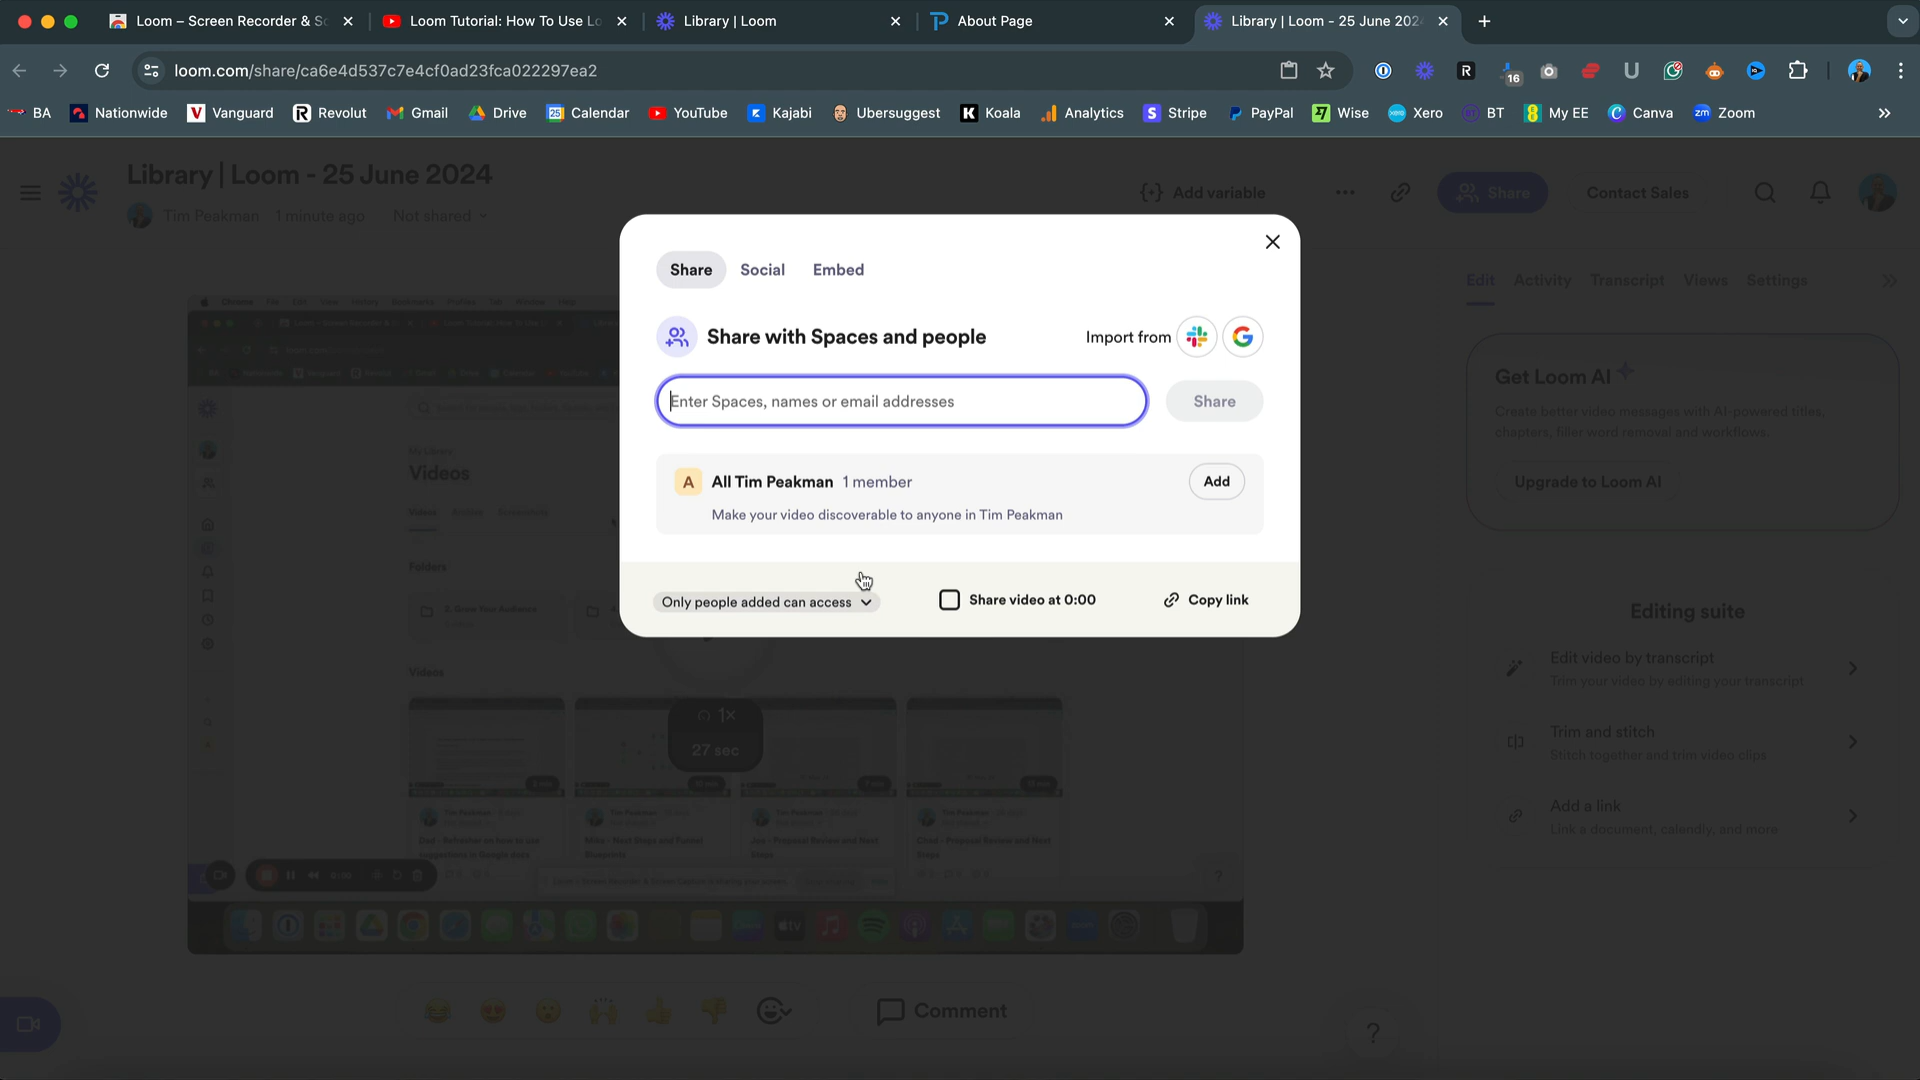 Loom – Screen Recorder & Sc
Loom Tutorial: How To Use Lo
Library | Loom
About Page
Library | Loom - 25 June 202
loom.com/share/ca6e4d537c7e4cf0ad23fca022297ea2
16
BA
Nationwide
Vanguard
Revolut
Gmail
Drive
Calendar
YouTube
Kajabi
Ubersuggest
Koala
Analytics
Stripe
PayPal
Wise
Xero
BT
My EE
Canva
Zoom
Library | Loom - 25 June 2024
Tim Peakman 1 minute ago Not shared
Add variable
Share
Contact Sales
Share
Social
Embed
Share with Spaces and people
Import from
Enter Spaces, names or email addresses
Share
A
All Tim Peakman 1 member
Add
Make your video discoverable to anyone in Tim Peakman
Only people added can access
Share video at 0:00
Copy link
Edit
Activity
Transcript
Views
Settings
Get Loom AI
Create better video messages with AI-powered titles,
chapters, filler word removal and workflows.
Upgrade to Loom AI
Editing suite
Edit video by transcript
Trim your video by editing your transcript
Trim and stitch
Stitch together and trim video clips
Add a link
Link a document, calendly, and more
My Library
Videos
Folders
Videos
1×
27 sec
Comment
?